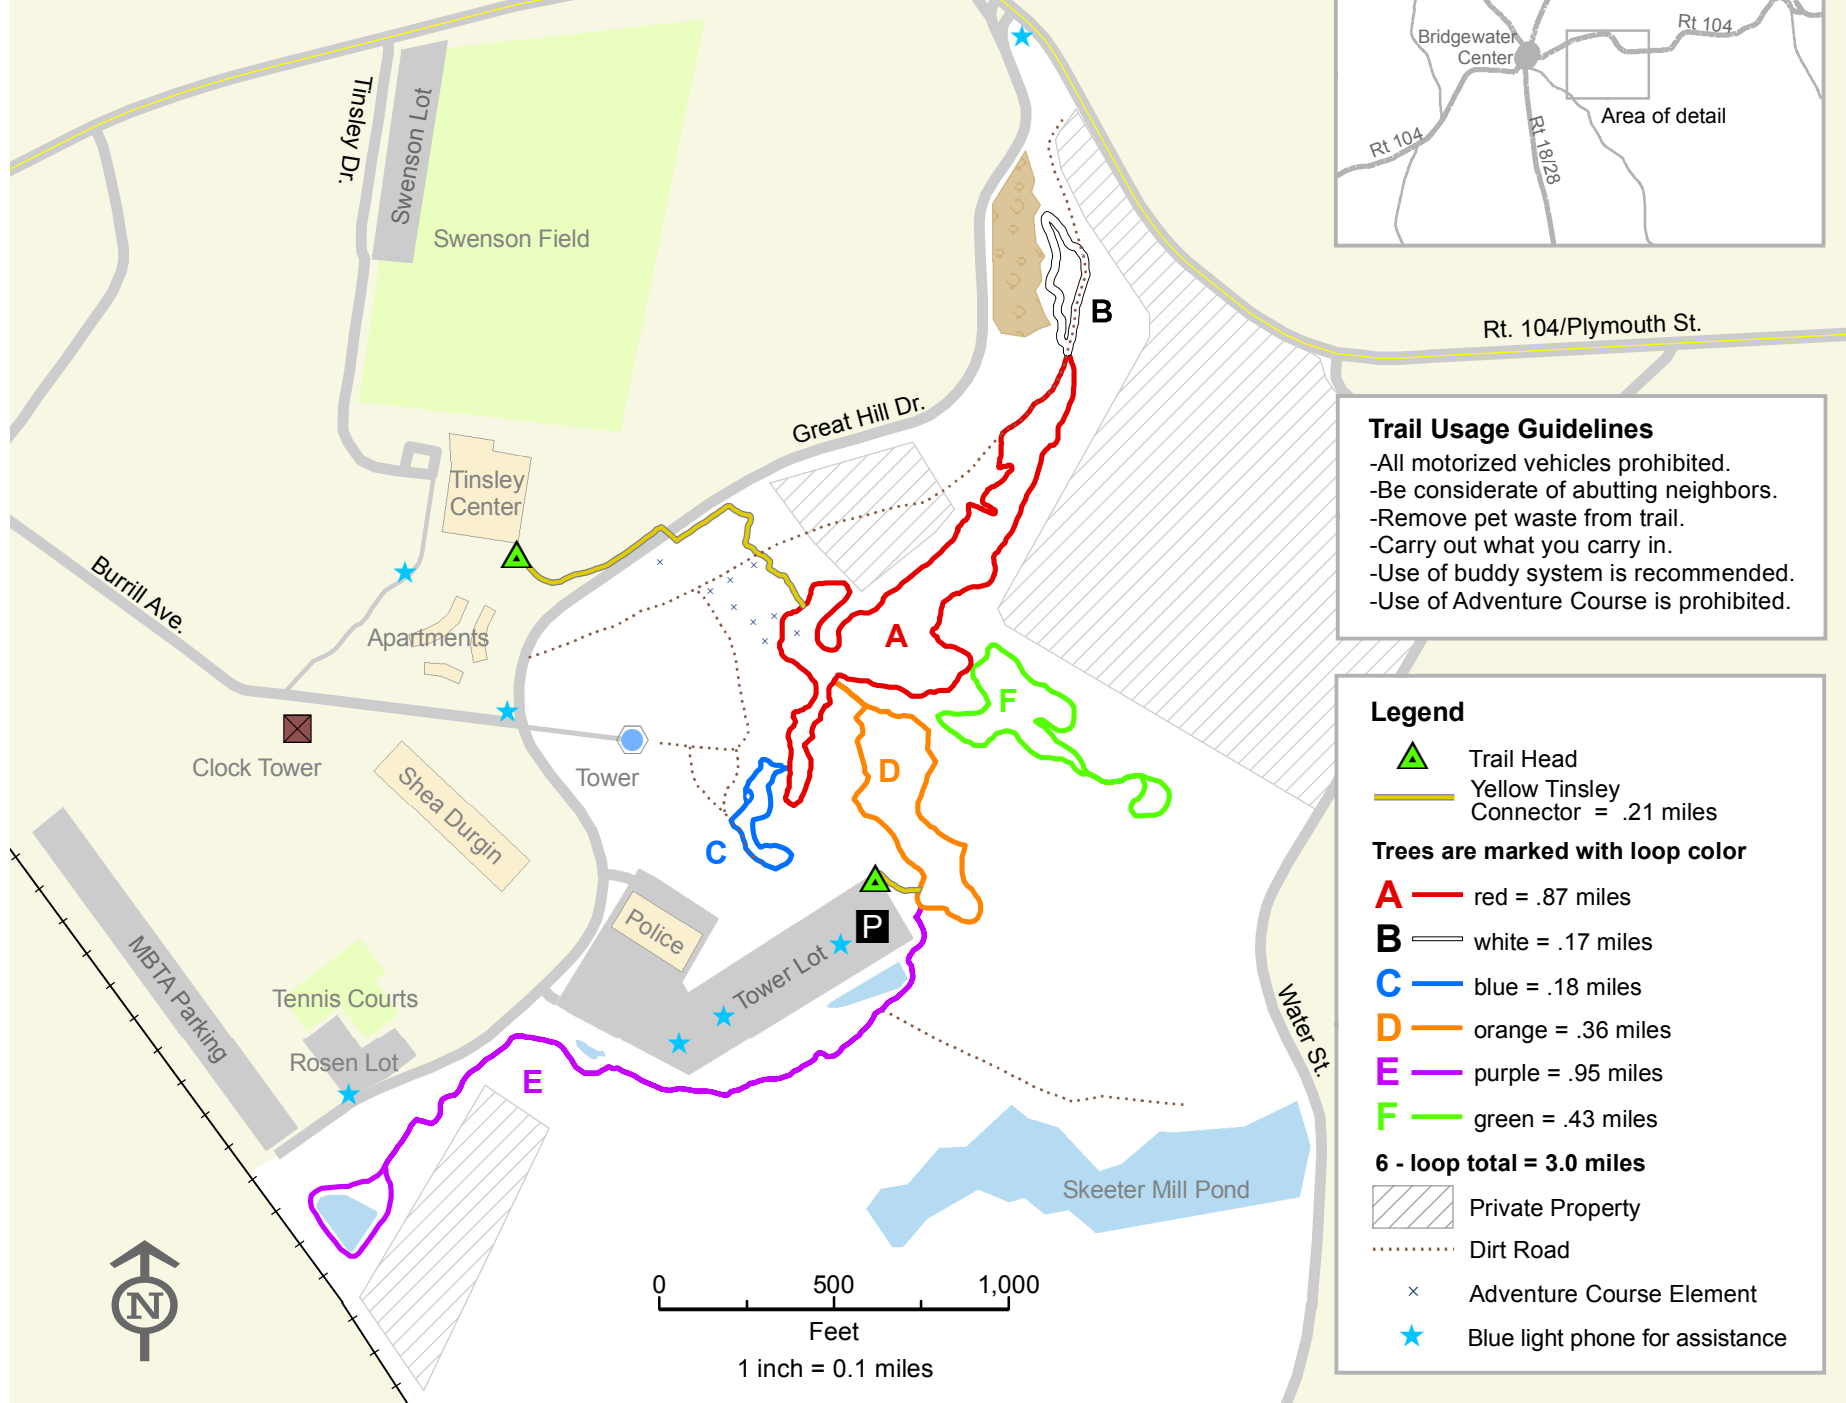 Tinsley Dr.
Swenson Lot
Swenson Field
Bridgewater
Center
Rt 104
Rt 104
Rt 18/28
Area of detail
Rt. 104/Plymouth St.
B
Great Hill Dr.
Tinsley
Center
Burrill Ave.
Apartments
A
F
Clock Tower
Tower
D
Shea Durgin
C
Police
P
Tower Lot
MBTA Parking
Tennis Courts
Rosen Lot
E
Water St.
Skeeter Mill Pond
N
0 500 1,000
Feet
1 inch = 0.1 miles
Trail Usage Guidelines
-All motorized vehicles prohibited.
-Be considerate of abutting neighbors.
-Remove pet waste from trail.
-Carry out what you carry in.
-Use of buddy system is recommended.
-Use of Adventure Course is prohibited.
Legend
Trail Head
Yellow Tinsley
Connector = .21 miles
Trees are marked with loop color
A red = .87 miles
B white = .17 miles
C blue = .18 miles
D orange = .36 miles
E purple = .95 miles
F green = .43 miles
6 - loop total = 3.0 miles
Private Property
Dirt Road
Adventure Course Element
Blue light phone for assistance